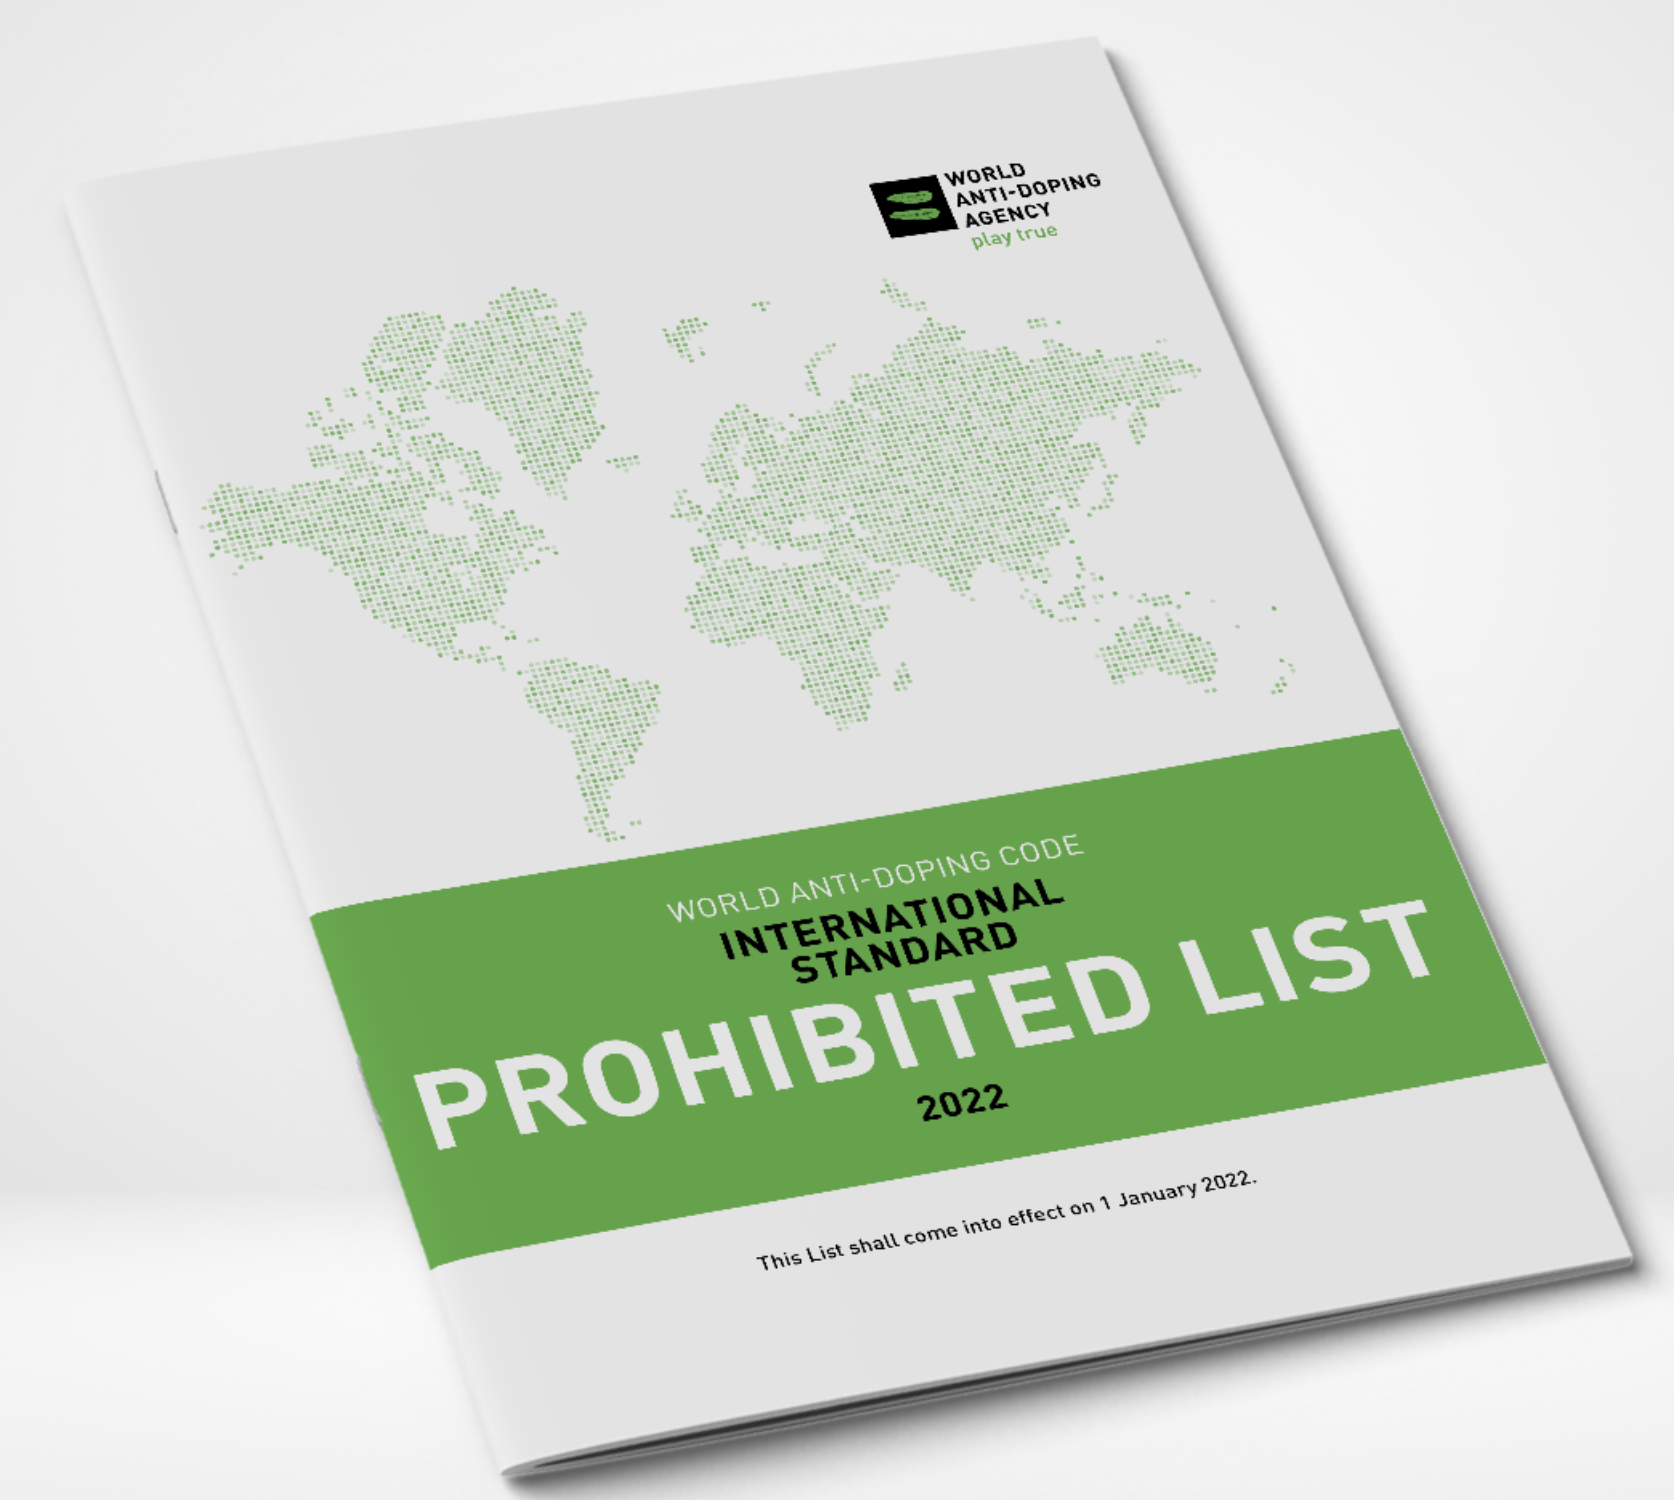 WORLD
ANTI-DOPING
AGENCY
play true
WORLD ANTI-DOPING CODE
INTERNATIONAL
STANDARD
PROHIBITED LIST
2022
This List shall come into effect on 1 January 2022.